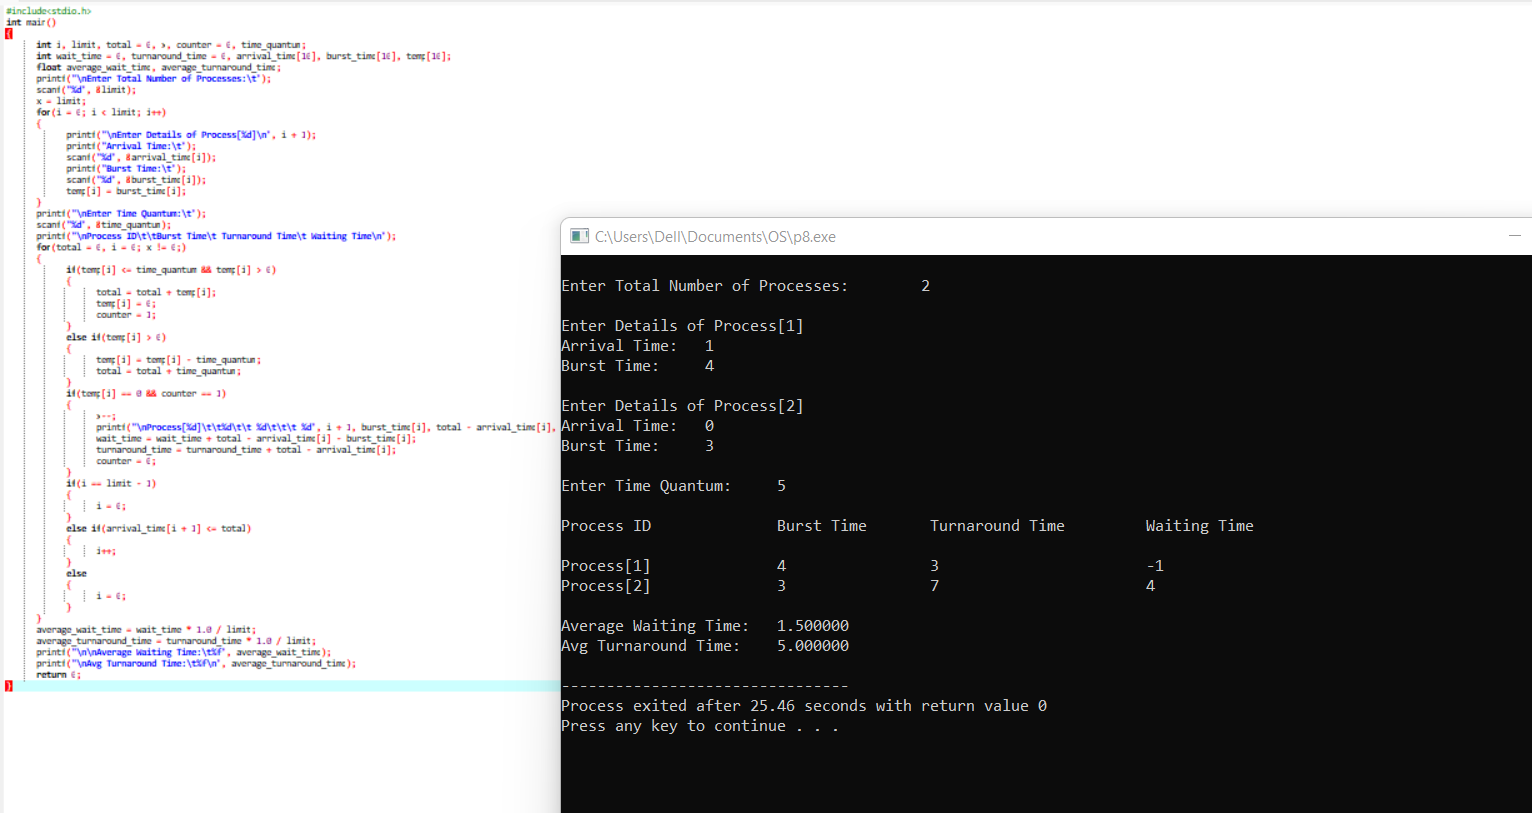 #include<stdio.h>
int main()
{
int i, limit, total = 0, x, counter = 0, time_quantum;
int wait_time = 0, turnaround_time = 0, arrival_time[10], burst_time[10], temp[10];
float average_wait_time, average_turnaround_time;
printf("\nEnter Total Number of Processes:\t");
scanf("%d", &limit);
x = limit;
for(i = 0; i < limit; i++)
{
printf("\nEnter Details of Process[%d]\n", i + 1);
printf("Arrival Time:\t");
scanf("%d", &arrival_time[i]);
printf("Burst Time:\t");
scanf("%d", &burst_time[i]);
temp[i] = burst_time[i];
}
printf("\nEnter Time Quantum:\t");
scanf("%d", &time_quantum);
printf("\nProcess ID\t\tBurst Time\t Turnaround Time\t Waiting Time\n");
for(total = 0, i = 0; x != 0;)
{
if(temp[i] <= time_quantum && temp[i] > 0)
{
total = total + temp[i];
temp[i] = 0;
counter = 1;
}
else if(temp[i] > 0)
{
temp[i] = temp[i] - time_quantum;
total = total + time_quantum;
}
if(temp[i] == 0 && counter == 1)
{
x--;
printf("\nProcess[%d]\t\t%d\t\t %d\t\t\t %d", i + 1, burst_time[i], total - arrival_time[i],
wait_time = wait_time + total - arrival_time[i] - burst_time[i];
turnaround_time = turnaround_time + total - arrival_time[i];
counter = 0;
}
if(i == limit - 1)
{
i = 0;
}
else if(arrival_time[i + 1] <= total)
{
i++;
}
else
{
i = 0;
}
}
average_wait_time = wait_time * 1.0 / limit;
average_turnaround_time = turnaround_time * 1.0 / limit;
printf("\n\nAverage Waiting Time:\t%f", average_wait_time);
printf("\nAvg Turnaround Time:\t%f\n", average_turnaround_time);
return 0;
}
C:\Users\Dell\Documents\OS\p8.exe
Enter Total Number of Processes: 2
Enter Details of Process[1]
Arrival Time: 1
Burst Time: 4
Enter Details of Process[2]
Arrival Time: 0
Burst Time: 3
Enter Time Quantum: 5
Process ID Burst Time Turnaround Time Waiting Time
Process[1] 4 3 -1
Process[2] 3 7 4
Average Waiting Time: 1.500000
Avg Turnaround Time: 5.000000
--------------------------------
Process exited after 25.46 seconds with return value 0
Press any key to continue . . .